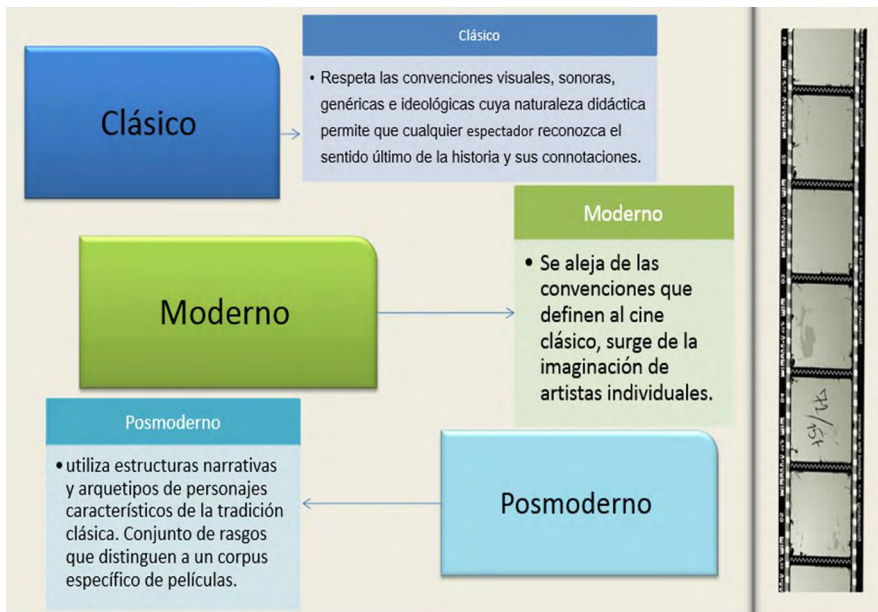 Clásico
Clásico
• Respeta las convenciones visuales, sonoras,
genéricas e ideológicas cuya naturaleza didáctica
permite que cualquier espectador reconozca el
sentido último de la historia y sus connotaciones.
Moderno
Moderno
• Se aleja de las
convenciones que
definen al cine
clásico, surge de la
imaginación de
artistas individuales.
Posmoderno
• utiliza estructuras narrativas
y arquetipos de personajes
característicos de la tradición
clásica. Conjunto de rasgos
que distinguen a un corpus
específico de películas.
Posmoderno